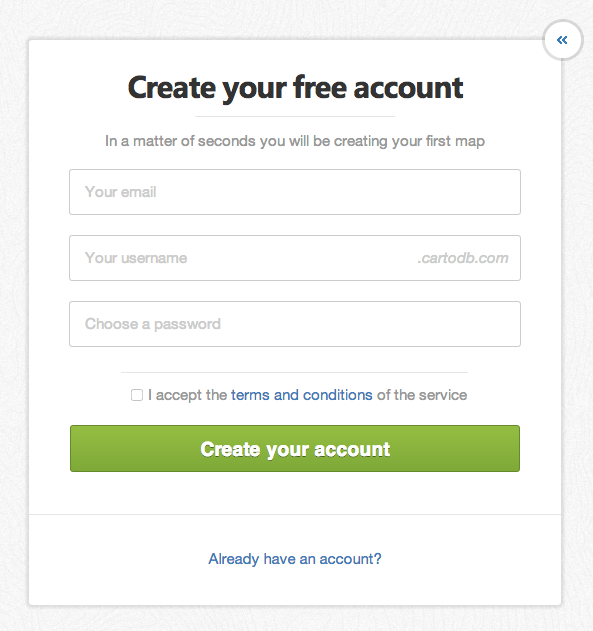 «
Create your free account
In a matter of seconds you will be creating your first map
Your email
Your username .cartodb.com
Choose a password
I accept the terms and conditions of the service
Create your account
Already have an account?